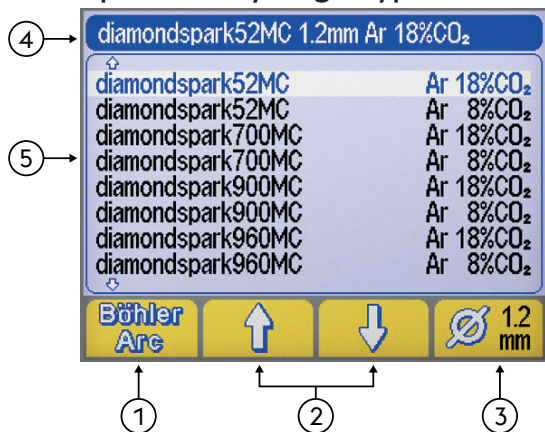 diamondspark52MC 1.2mm Ar 18%CO₂
diamondspark52MC Ar 18%CO₂
diamondspark52MC Ar 8%CO₂
diamondspark700MC Ar 18%CO₂
diamondspark700MC Ar 8%CO₂
diamondspark900MC Ar 18%CO₂
diamondspark900MC Ar 8%CO₂
diamondspark960MC Ar 18%CO₂
diamondspark960MC Ar 8%CO₂
Böhler
Arc
1.2
mm
4
5
1
2
3